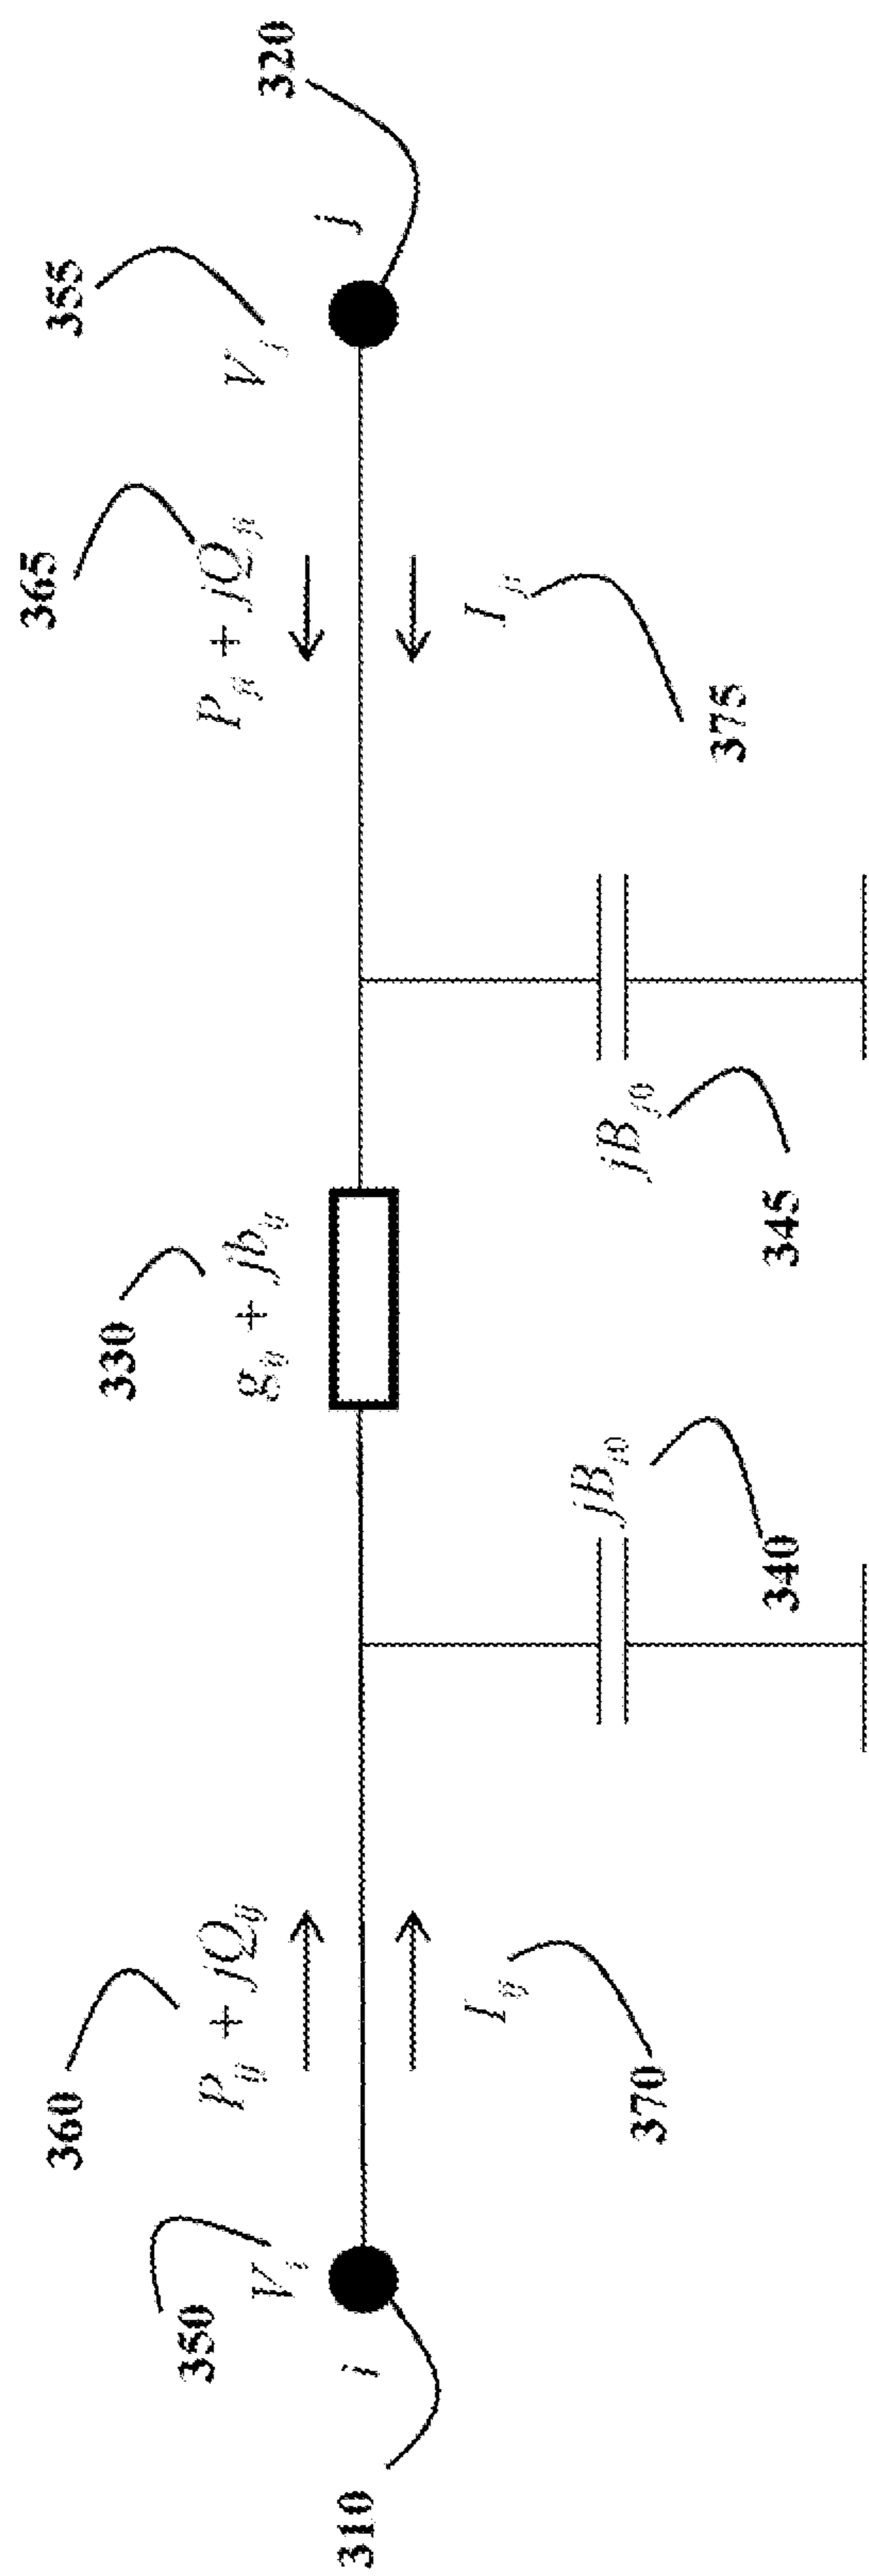 360
P_ij + jQ_ij
350
V_i
i
310
I_ij
370
330
g_ij + jb_ij
jB_i0
340
jB_j0
345
365
P_ji + jQ_ji
355
V_j
j
320
I_ji
375